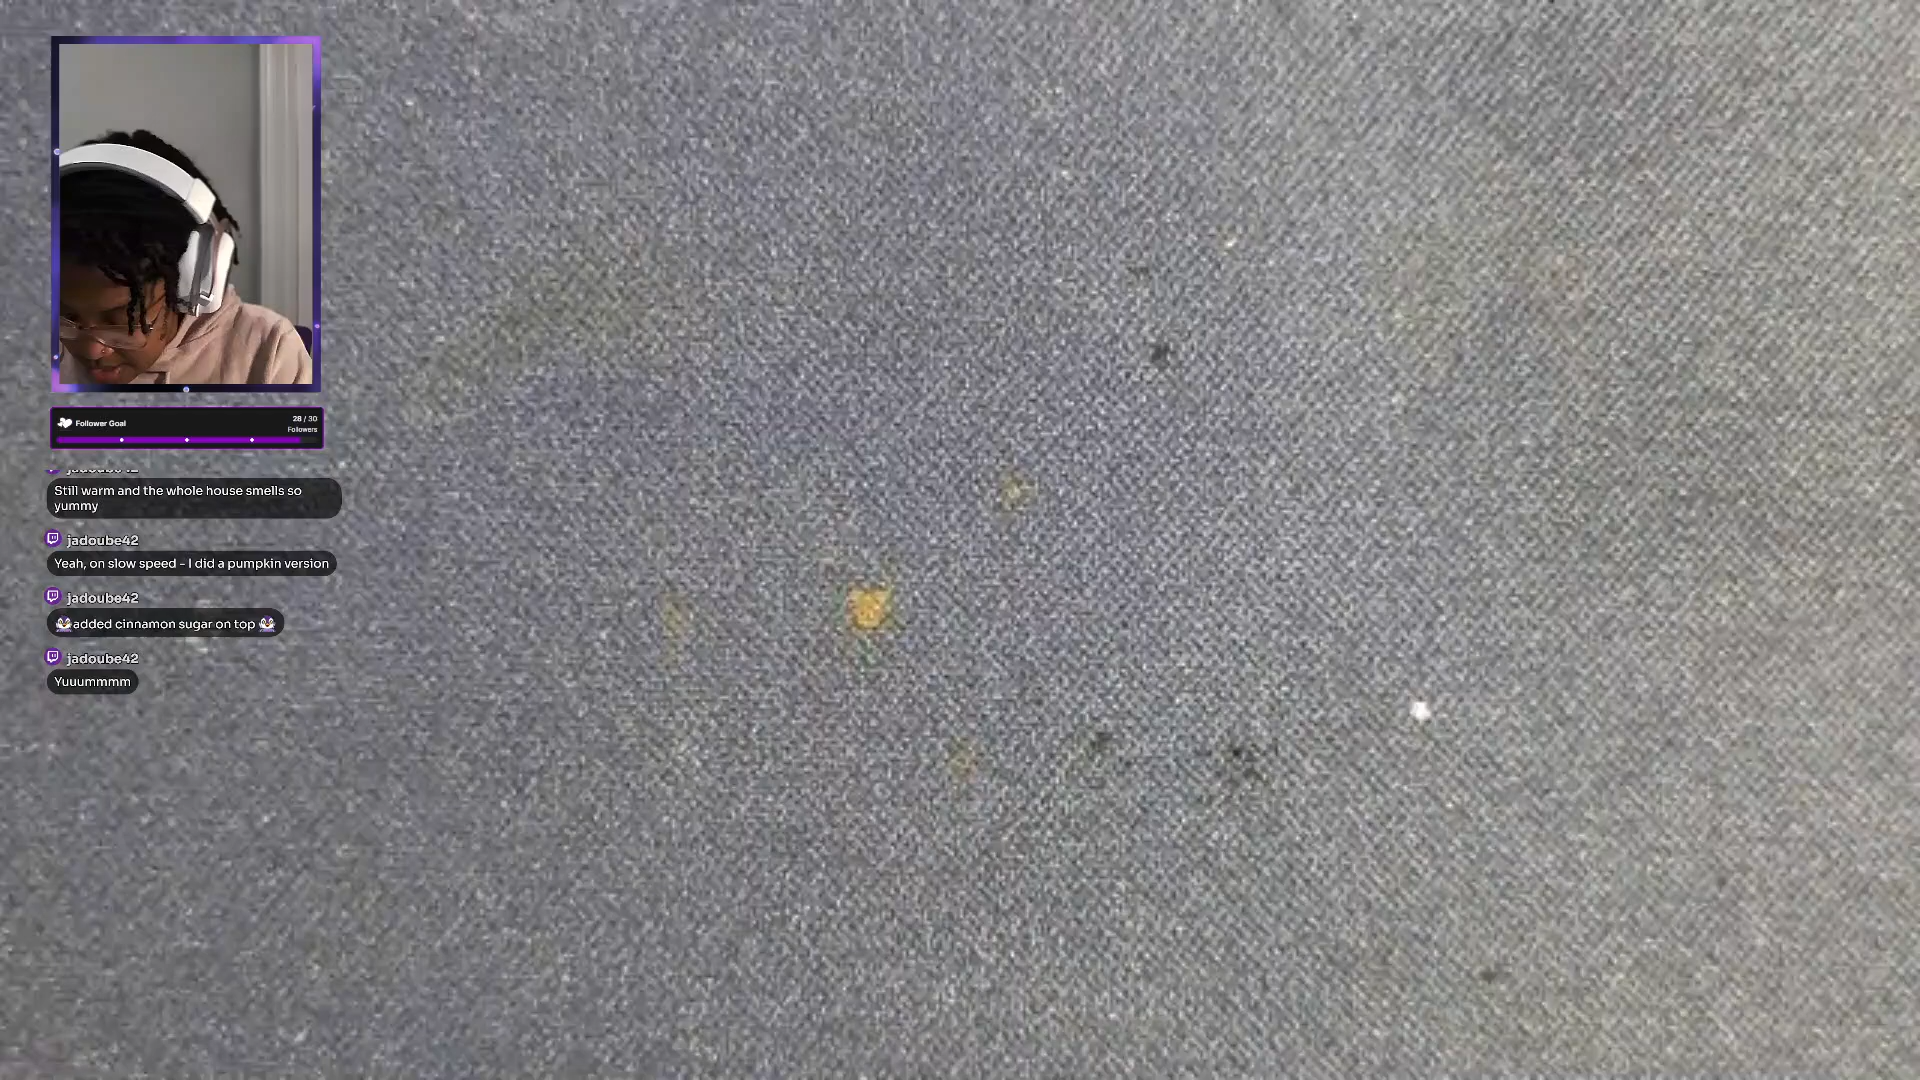 Follower Goal
28 / 30
Followers
jadoube42
Still warm and the whole house smells so
yummy
jadoube42
Yeah, on slow speed - I did a pumpkin version
jadoube42
added cinnamon sugar on top
jadoube42
Yuuummmm